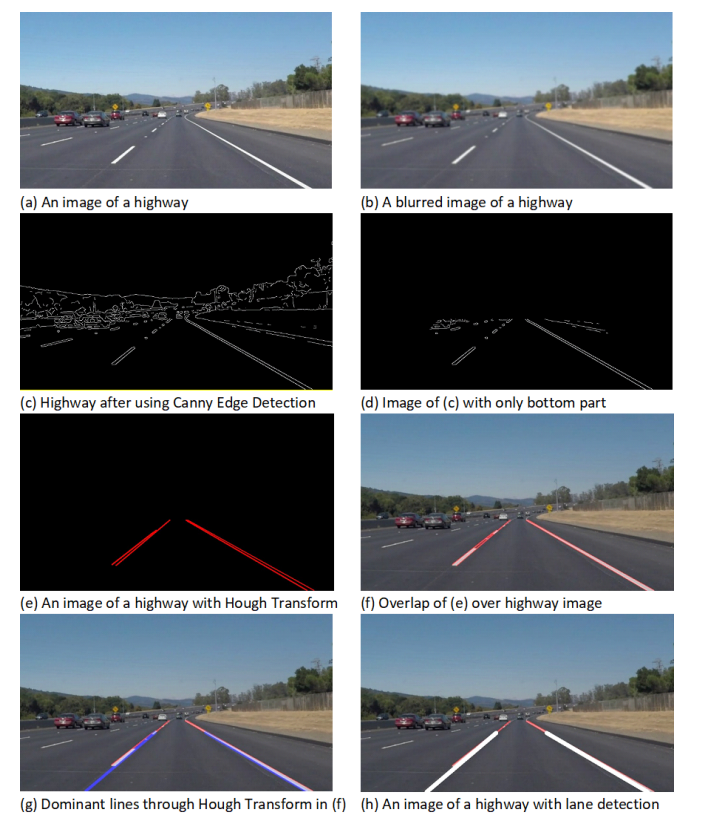 (a) An image of a highway
(b) A blurred image of a highway
(c) Highway after using Canny Edge Detection
(d) Image of (c) with only bottom part
(e) An image of a highway with Hough Transform
(f) Overlap of (e) over highway image
(g) Dominant lines through Hough Transform in (f)
(h) An image of a highway with lane detection